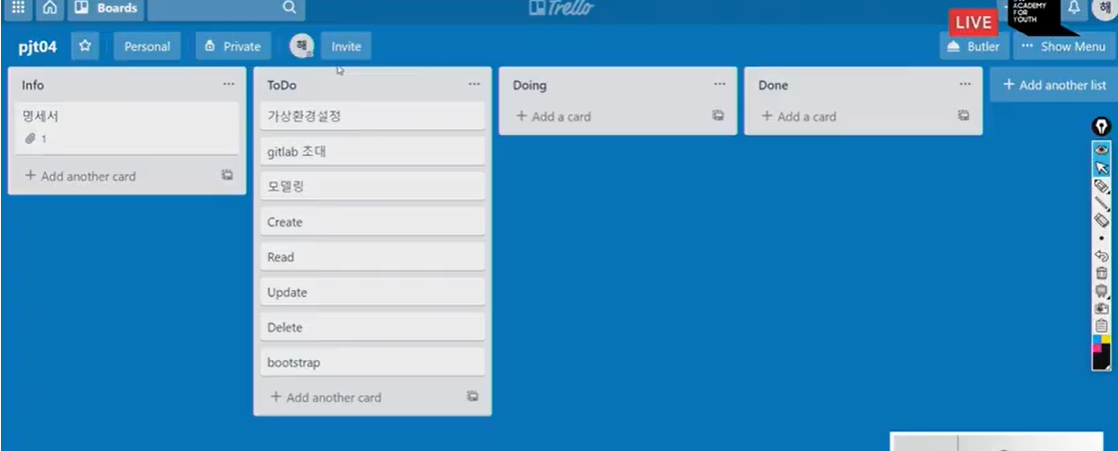 Boards
Trello
LIVE
ACADEMY
FOR
YOUTH
해
pjt04
Personal
Private
해
Invite
Butler
··· Show Menu
Info ···
명세서
1
+ Add another card
ToDo ···
가상환경설정
gitlab 초대
모델링
Create
Read
Update
Delete
bootstrap
+ Add another card
Doing ···
+ Add a card
Done ···
+ Add a card
+ Add another list